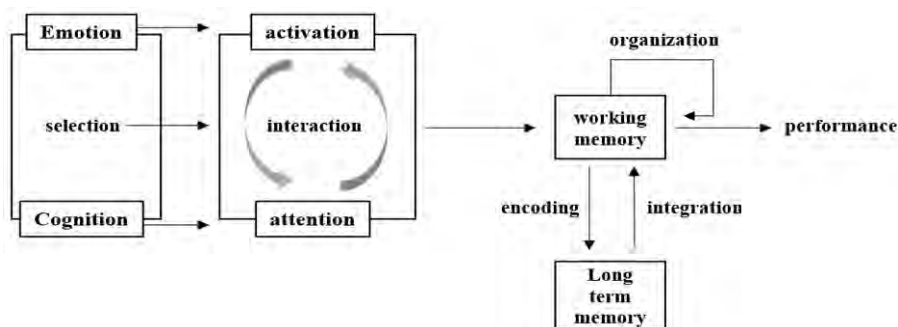 Emotion
activation
organization
selection
interaction
working
memory
performance
Cognition
attention
encoding
integration
Long
term
memory